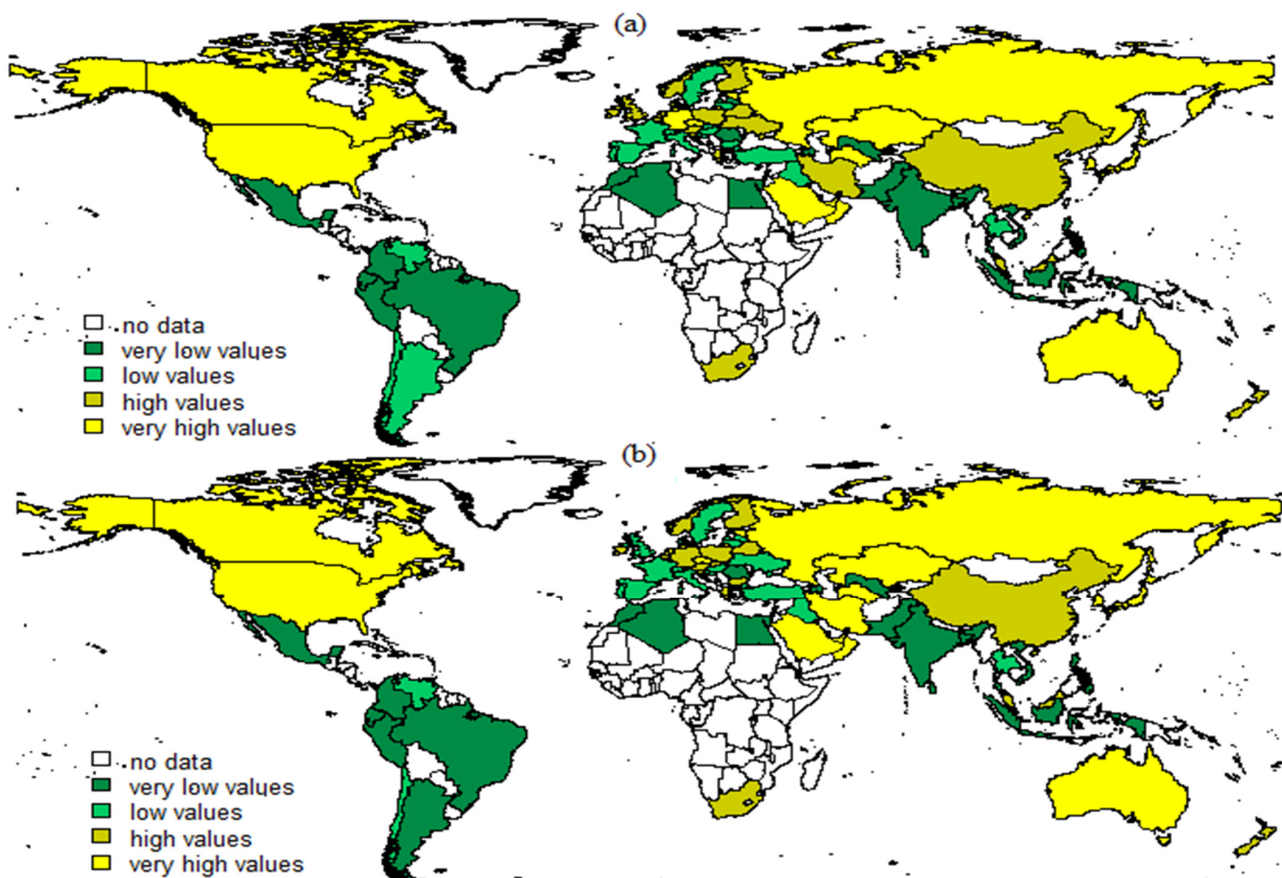 (a)
no data
very low values
low values
high values
very high values
(b)
no data
very low values
low values
high values
very high values